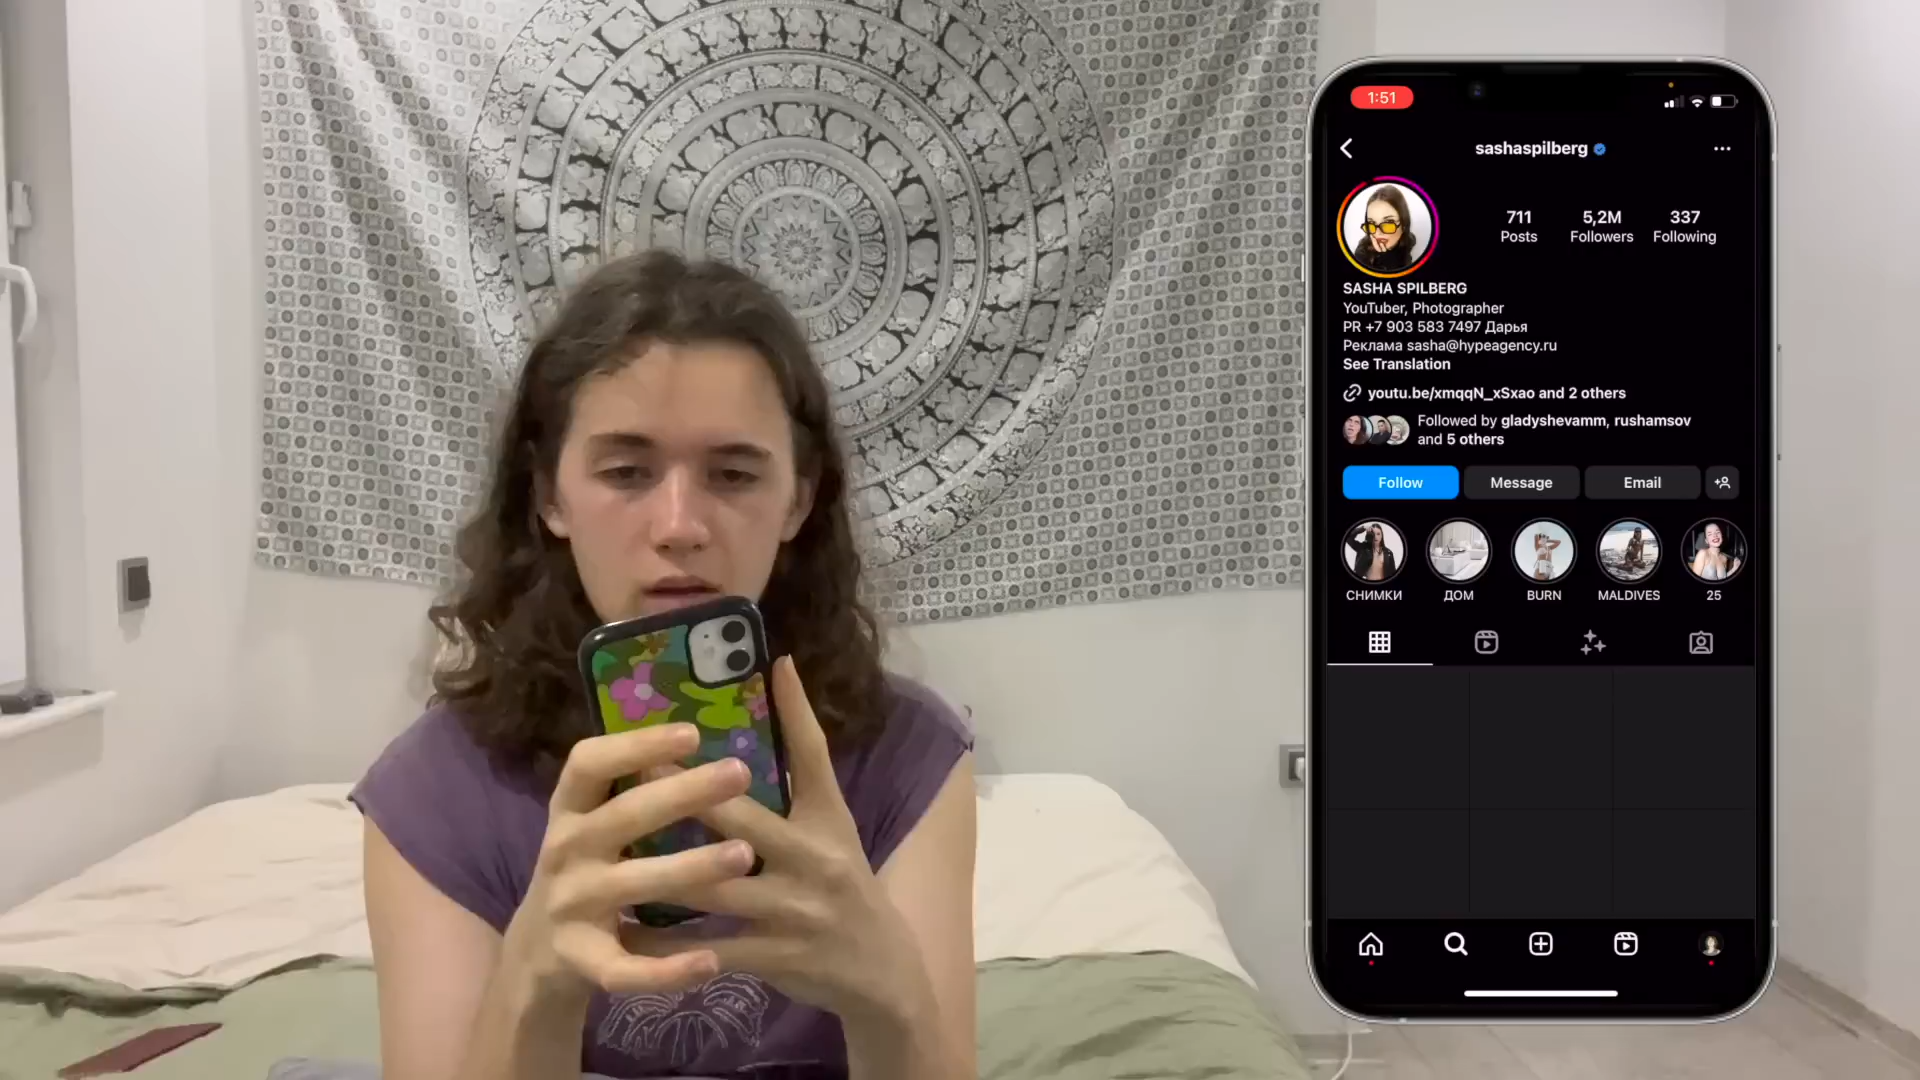 1:51
sashaspilberg
711
Posts
5,2M
Followers
337
Following
SASHA SPILBERG
YouTuber, Photographer
PR +7 903 583 7497 Дарья
Реклама sasha@hypeagency.ru
See Translation
youtu.be/xmqqN_xSxao and 2 others
Followed by gladyshevamm, rushamsov
and 5 others
Follow
Message
Email
СНИМКИ
ДОМ
BURN
MALDIVES
25